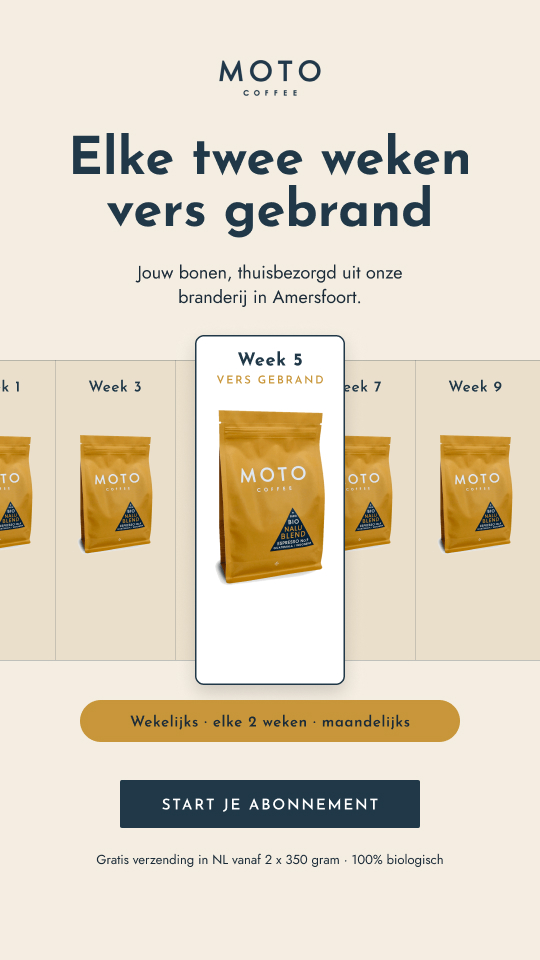 MOTO
COFFEE
Elke twee weken
vers gebrand
Jouw bonen, thuisbezorgd uit onze
branderij in Amersfoort.
k 1
Week 3
Week 5
VERS GEBRAND
eek 7
Week 9
MOTO
COFFEE
BIO
NALU
BLEND
ESPRESSO
Wekelijks · elke 2 weken · maandelijks
START JE ABONNEMENT
Gratis verzending in NL vanaf 2 x 350 gram · 100% biologisch